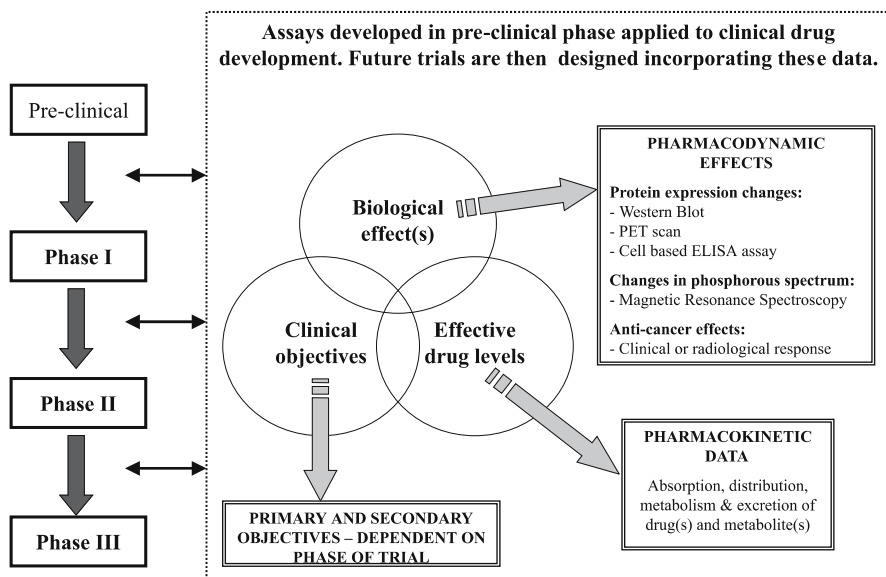 Assays developed in pre-clinical phase applied to clinical drug
development. Future trials are then designed incorporating these data.
Pre-clinical
Phase I
Phase II
Phase III
Biological
effect(s)
Clinical
objectives
Effective
drug levels
PHARMACODYNAMIC
EFFECTS
Protein expression changes:
- Western Blot
- PET scan
- Cell based ELISA assay
Changes in phosphorous spectrum:
- Magnetic Resonance Spectroscopy
Anti-cancer effects:
- Clinical or radiological response
PHARMACOKINETIC
DATA
Absorption, distribution,
metabolism & excretion of
drug(s) and metabolite(s)
PRIMARY AND SECONDARY
OBJECTIVES – DEPENDENT ON
PHASE OF TRIAL